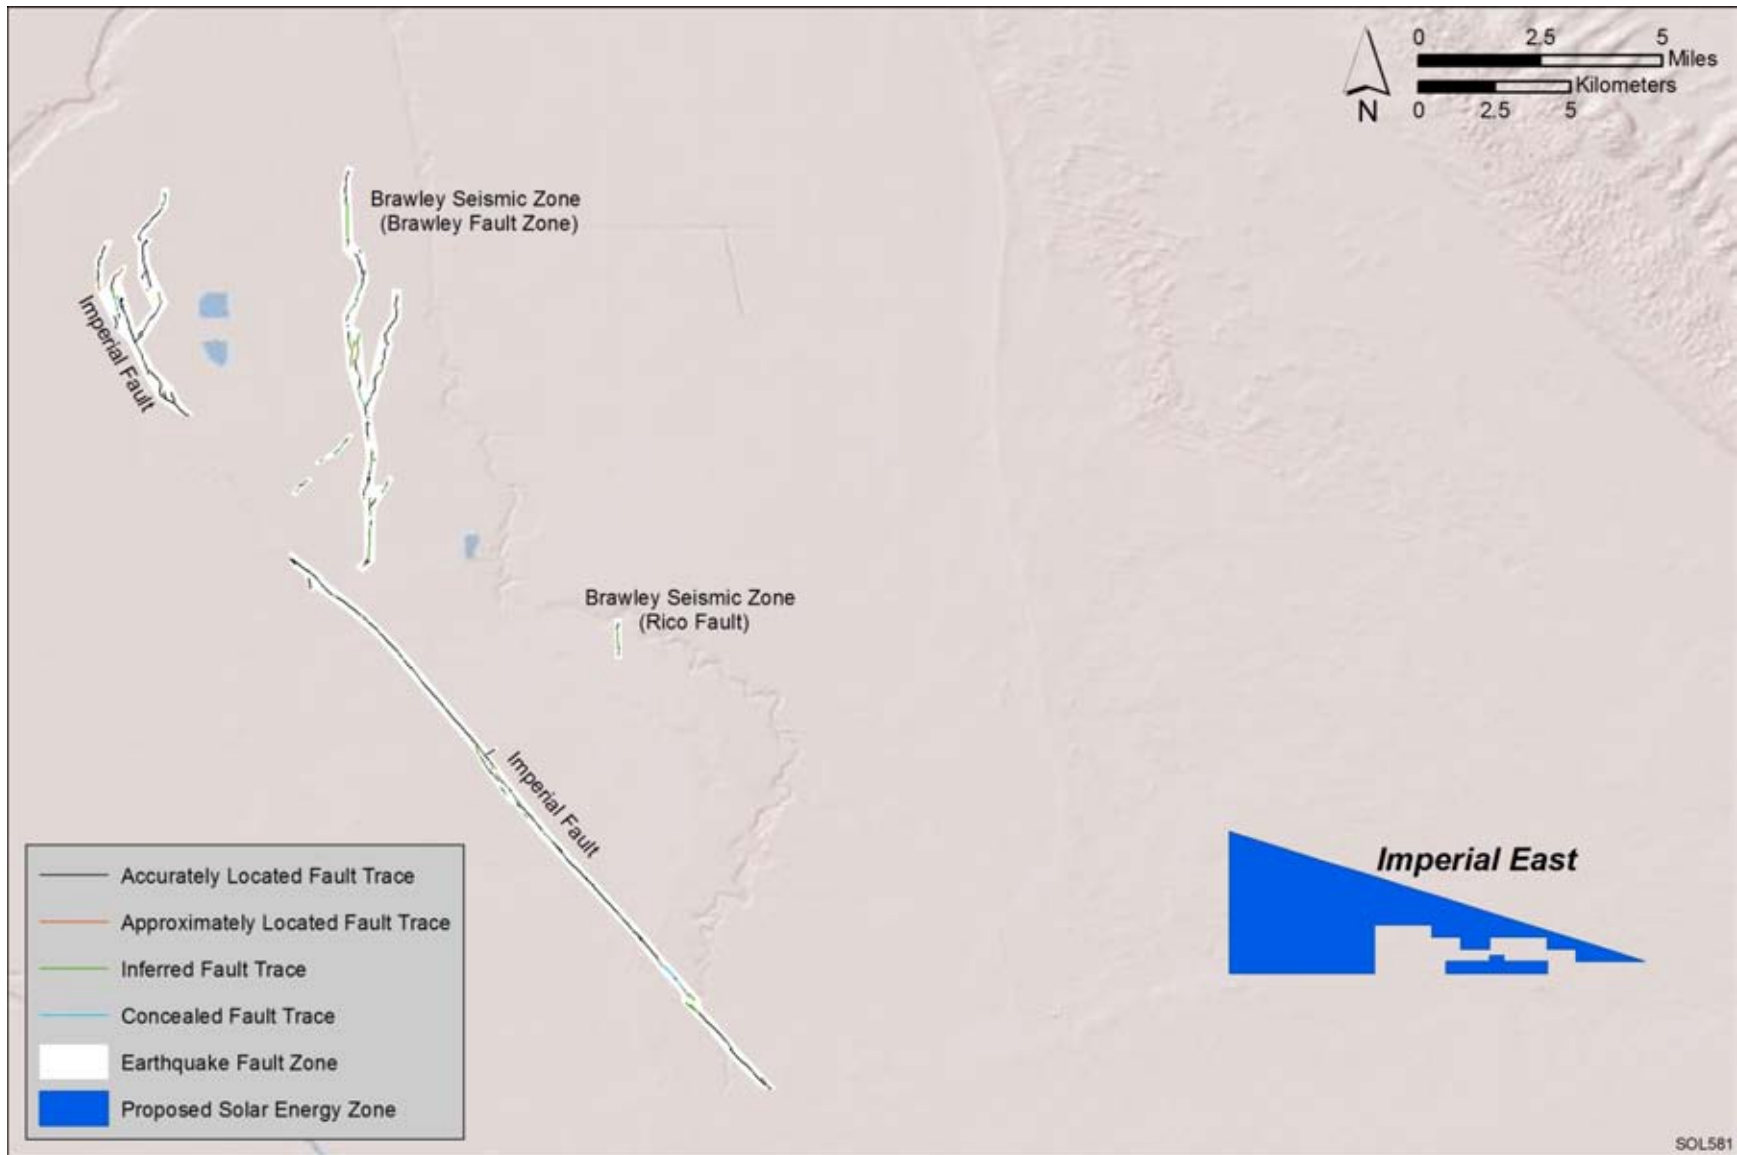 0 2.5 5
Miles
Kilometers
0 2.5 5
N
Brawley Seismic Zone
(Brawley Fault Zone)
Imperial Fault
Brawley Seismic Zone
(Rico Fault)
Imperial Fault
Imperial East
Accurately Located Fault Trace
Approximately Located Fault Trace
Inferred Fault Trace
Concealed Fault Trace
Earthquake Fault Zone
Proposed Solar Energy Zone
SOL581